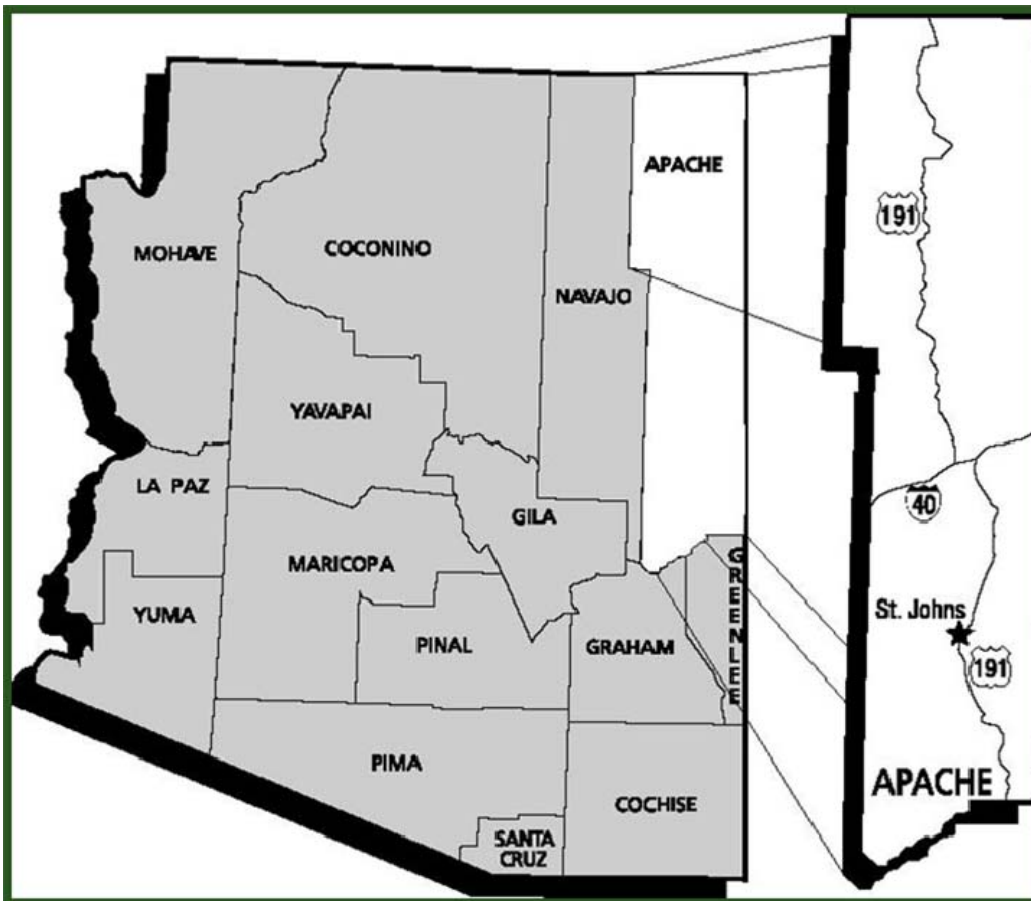 APACHE
191
MOHAVE
COCONINO
NAVAJO
YAVAPAI
LA PAZ
40
GILA
MARICOPA
GREENLEE
YUMA
St. Johns
PINAL
GRAHAM
191
PIMA
APACHE
COCHISE
SANTA
CRUZ